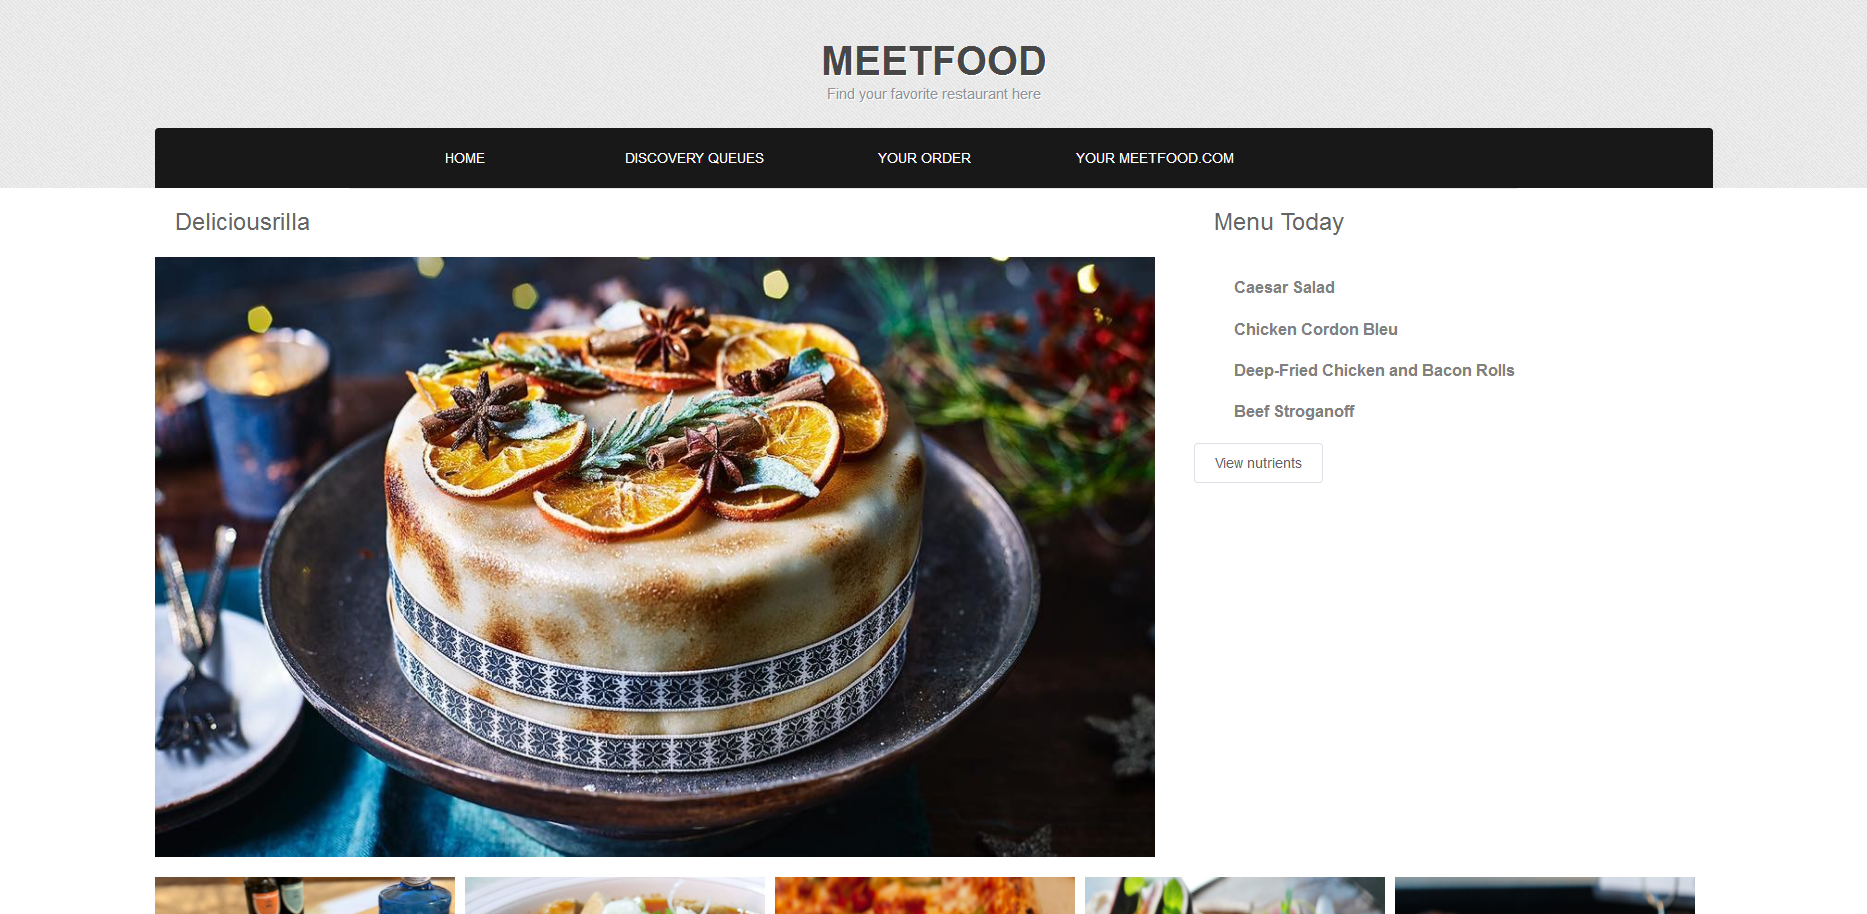 MEETFOOD
Find your favorite restaurant here
HOME DISCOVERY QUEUES YOUR ORDER YOUR MEETFOOD.COM
Deliciousrilla
Menu Today
Caesar Salad
Chicken Cordon Bleu
Deep-Fried Chicken and Bacon Rolls
Beef Stroganoff
View nutrients